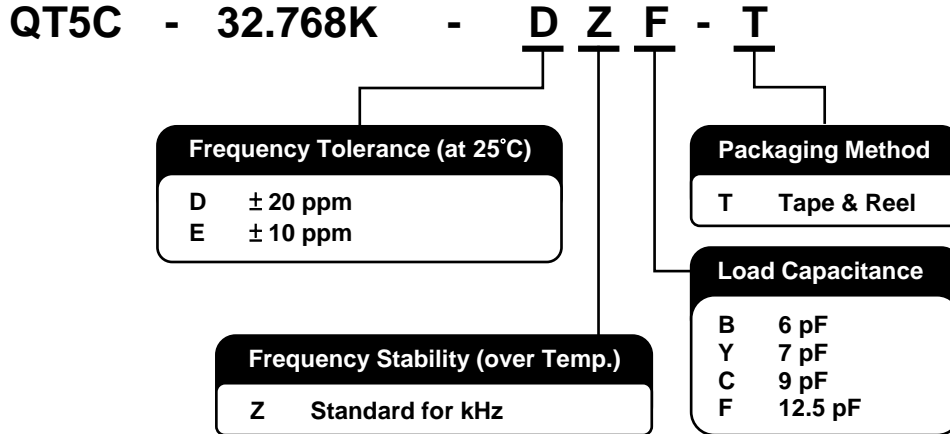 QT5C - 32.768K - D Z F - T
Frequency Tolerance (at 25˚C)
D ± 20 ppm
E ± 10 ppm
Packaging Method
T Tape & Reel
Load Capacitance
B 6 pF
Y 7 pF
C 9 pF
F 12.5 pF
Frequency Stability (over Temp.)
Z Standard for kHz